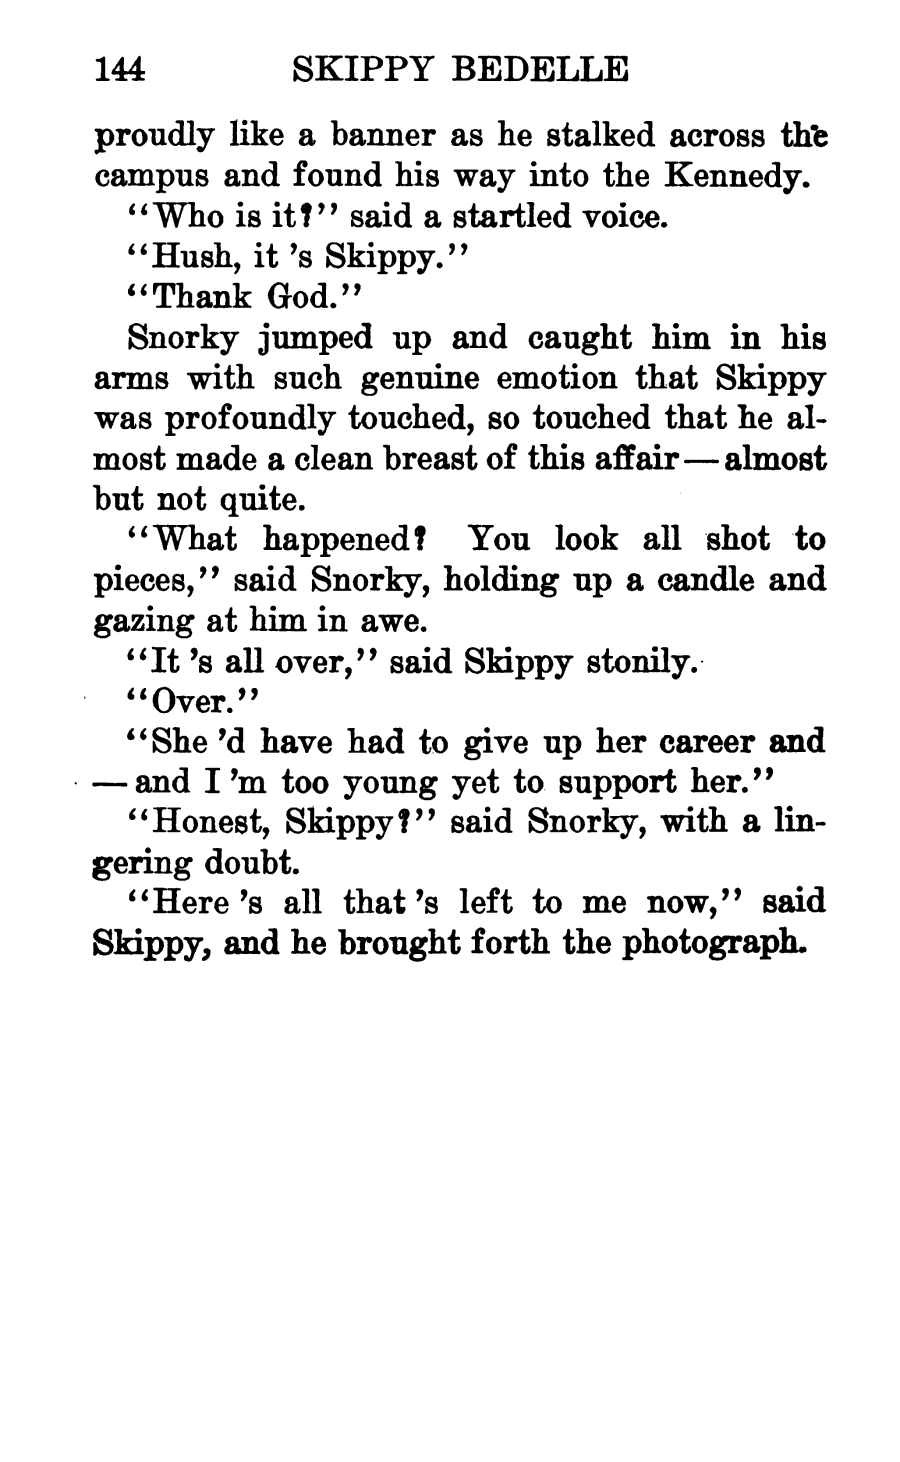 144 SKIPPY BEDELLE
proudly like a banner as he stalked across the
campus and found his way into the Kennedy.
"Who is it?" said a startled voice.
"Hush, it 's Skippy."
"Thank God."
Snorky jumped up and caught him in his
arms with such genuine emotion that Skippy
was profoundly touched, so touched that he al-
most made a clean breast of this affair—almost
but not quite.
"What happened? You look all shot to
pieces," said Snorky, holding up a candle and
gazing at him in awe.
"It 's all over," said Skippy stonily.
"Over."
"She 'd have had to give up her career and
—and I 'm too young yet to support her."
"Honest, Skippy?" said Snorky, with a lin-
gering doubt.
"Here 's all that 's left to me now," said
Skippy, and he brought forth the photograph.